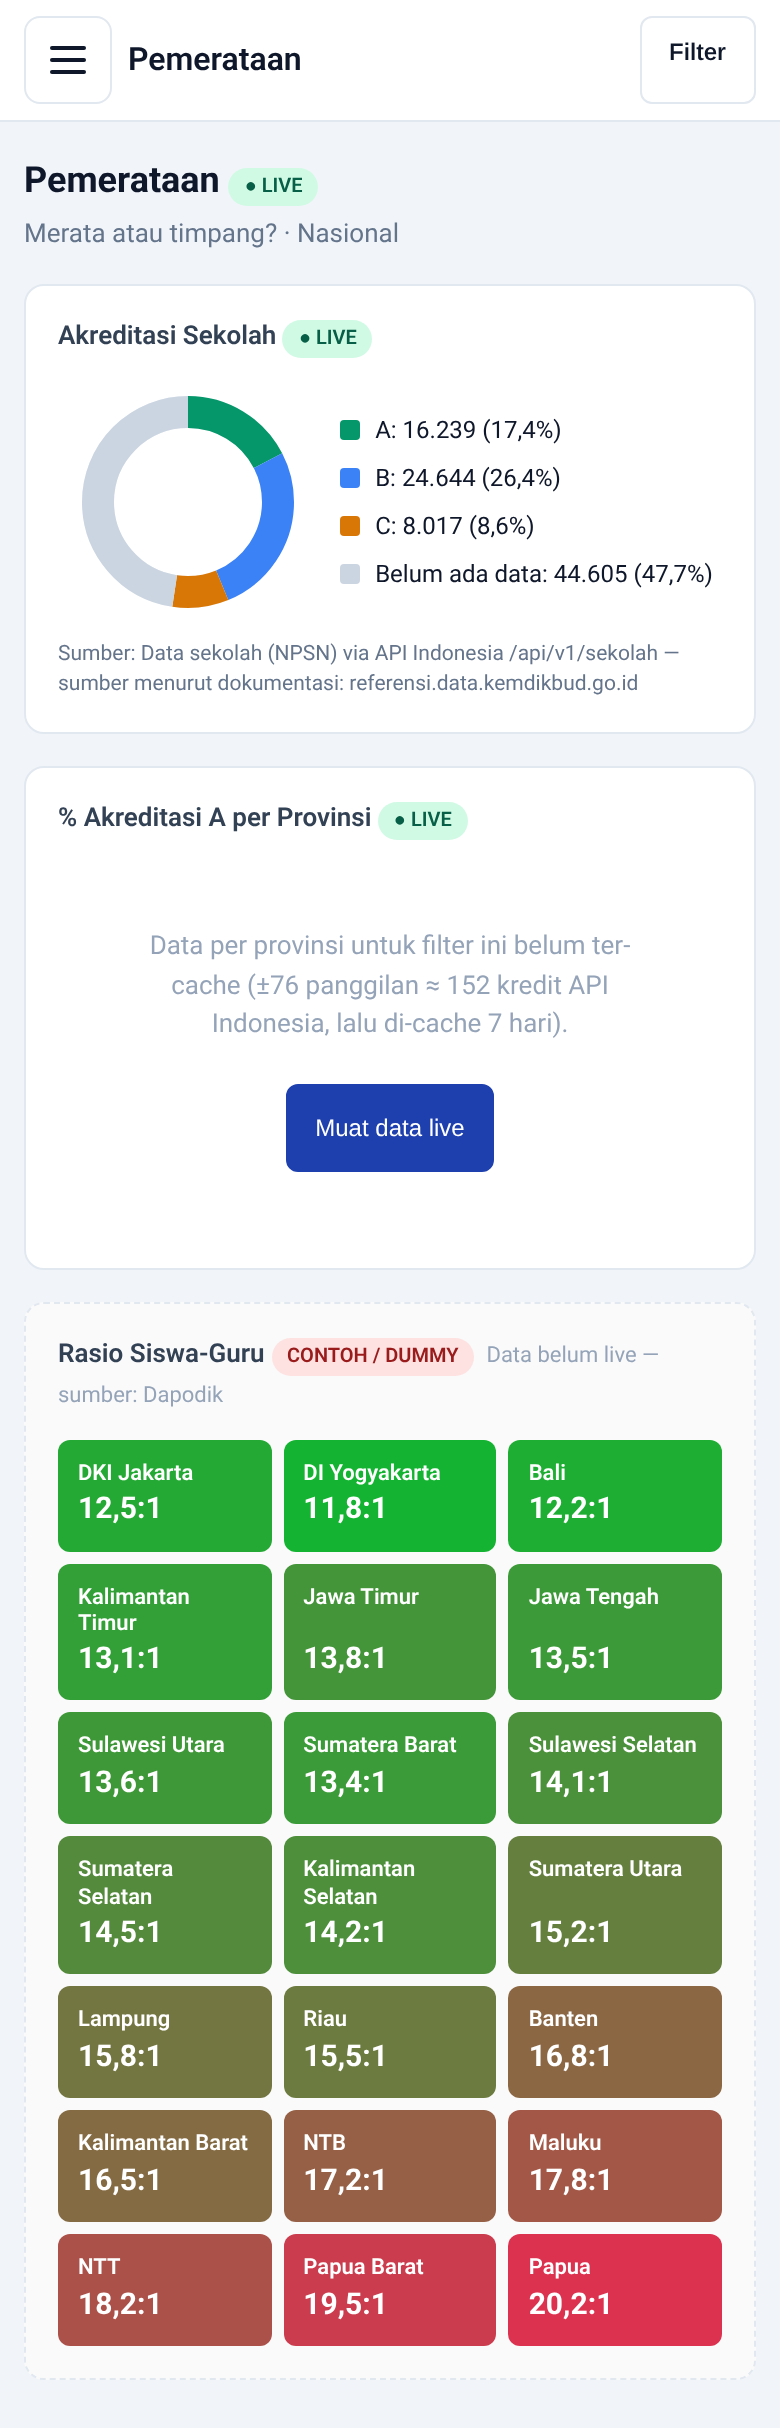 Pemerataan
Filter
Pemerataan ● LIVE
Merata atau timpang? · Nasional
Akreditasi Sekolah ● LIVE
A: 16.239 (17,4%)
B: 24.644 (26,4%)
C: 8.017 (8,6%)
Belum ada data: 44.605 (47,7%)
Sumber: Data sekolah (NPSN) via API Indonesia /api/v1/sekolah —
sumber menurut dokumentasi: referensi.data.kemdikbud.go.id
% Akreditasi A per Provinsi ● LIVE
Data per provinsi untuk filter ini belum ter-
cache (±76 panggilan ≈ 152 kredit API
Indonesia, lalu di-cache 7 hari).
Muat data live
Rasio Siswa-Guru CONTOH / DUMMY Data belum live —
sumber: Dapodik
DKI Jakarta
12,5:1
DI Yogyakarta
11,8:1
Bali
12,2:1
Kalimantan
Timur
13,1:1
Jawa Timur
13,8:1
Jawa Tengah
13,5:1
Sulawesi Utara
13,6:1
Sumatera Barat
13,4:1
Sulawesi Selatan
14,1:1
Sumatera
Selatan
14,5:1
Kalimantan
Selatan
14,2:1
Sumatera Utara
15,2:1
Lampung
15,8:1
Riau
15,5:1
Banten
16,8:1
Kalimantan Barat
16,5:1
NTB
17,2:1
Maluku
17,8:1
NTT
18,2:1
Papua Barat
19,5:1
Papua
20,2:1